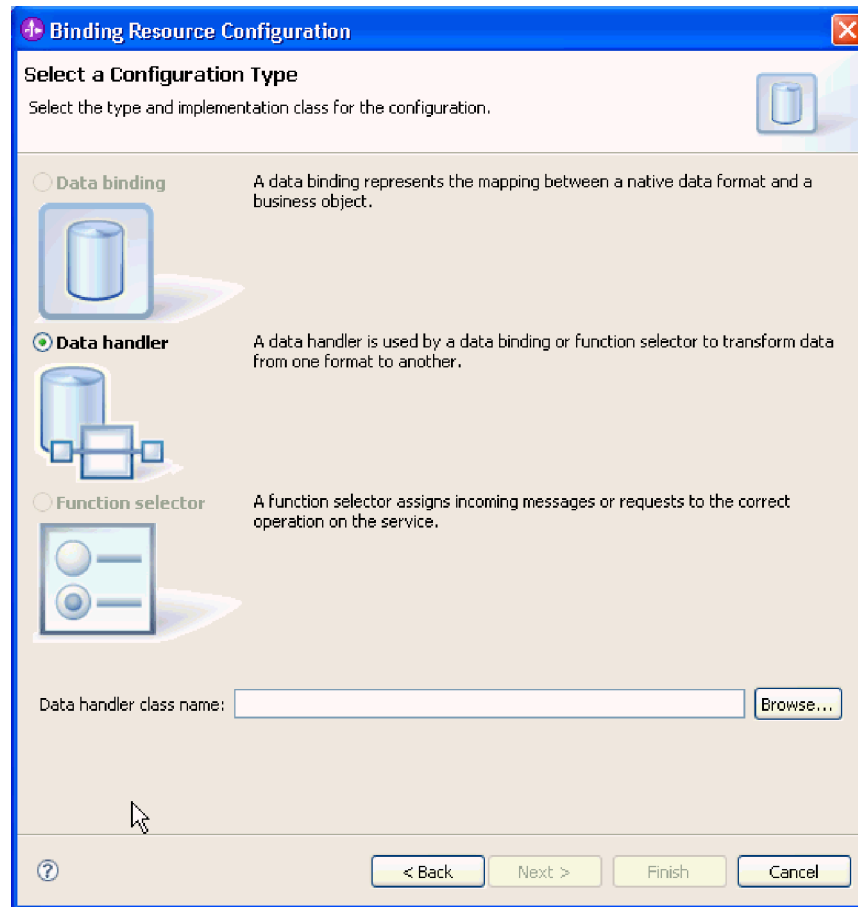 Binding Resource Configuration
Select a Configuration Type
Select the type and implementation class for the configuration.
Data binding
A data binding represents the mapping between a native data format and a
business object.
Data handler
A data handler is used by a data binding or function selector to transform data
from one format to another.
Function selector
A function selector assigns incoming messages or requests to the correct
operation on the service.
Data handler class name:
Browse...
?
< Back
Next >
Finish
Cancel